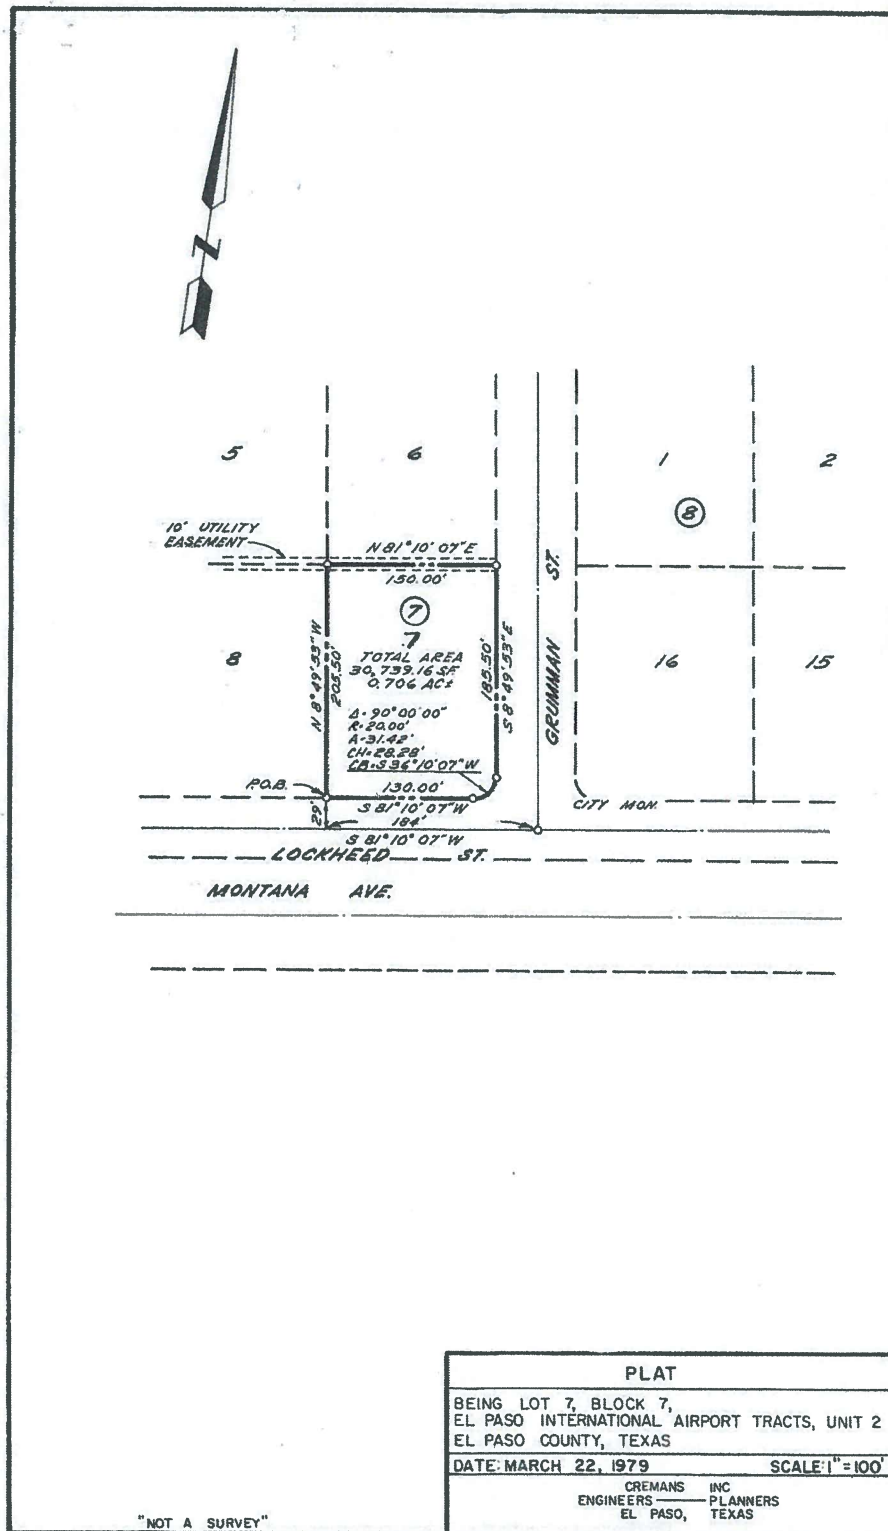 N
5
6
1
2
8
10' UTILITY
EASEMENT
N 81° 10' 07" E
150.00'
7
7
TOTAL AREA
30,739.16 SF
0.706 AC±
N 8° 49' 53" W
205.50'
185.50'
S 8° 49' 53" E
GRUMMAN ST.
8
16
15
Δ=90°00'00"
R=20.00'
A=31.42'
CH=28.28'
CB=S 36°10'07" W
P.O.B.
130.00'
S 81° 10' 07" W
29'
184'
S 81° 10' 07" W
CITY MON.
LOCKHEED ST.
MONTANA AVE.
PLAT
BEING LOT 7, BLOCK 7,
EL PASO INTERNATIONAL AIRPORT TRACTS, UNIT 2
EL PASO COUNTY, TEXAS
DATE: MARCH 22, 1979 SCALE: 1"=100'
CREMANS INC
ENGINEERS PLANNERS
EL PASO, TEXAS
"NOT A SURVEY"